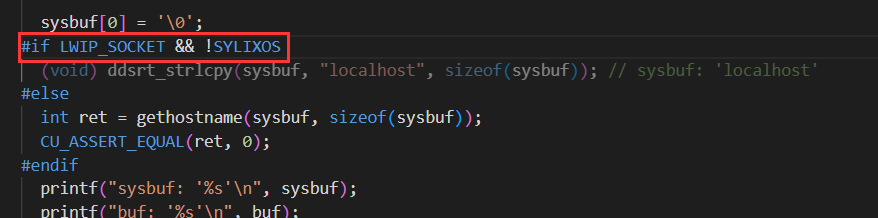 sysbuf[0] = '\0';
#if LWIP_SOCKET && !SYLIXOS
(void) ddsrt_strlcpy(sysbuf, "localhost", sizeof(sysbuf)); // sysbuf: 'localhost'
#else
int ret = gethostname(sysbuf, sizeof(sysbuf));
CU_ASSERT_EQUAL(ret, 0);
#endif
printf("sysbuf: '%s'\n", sysbuf);
printf("buf: '%s'\n", buf);